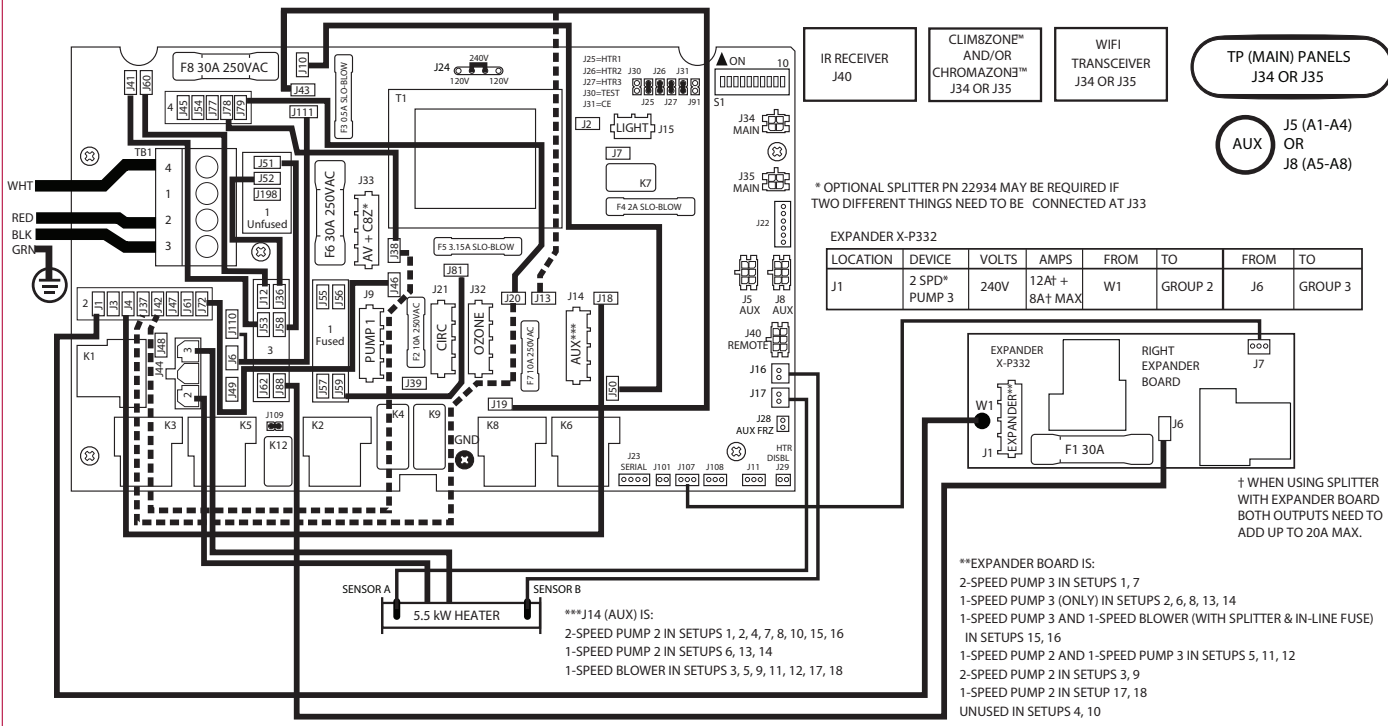 F8 30A 250VAC
J41
J60
J10
J43
J24
240V
120V
120V
J25=HTR1
J26=HTR2
J27=HTR3
J30=TEST
J31=CE
J30
J26
J31
J25
J27
J91
ON
10
S1
IR RECEIVER
J40
CLIM8ZONE™
AND/OR
CHROMAZONƎ™
J34 OR J35
WIFI
TRANSCEIVER
J34 OR J35
TP (MAIN) PANELS
J34 OR J35
AUX
J5 (A1-A4)
OR
J8 (A5-A8)
4
J45
J54
J77
J78
J79
J111
F3 0.5A SLO-BLOW
T1
J2
LIGHT
J15
J34
MAIN
J7
K7
J35
MAIN
F4 2A SLO-BLOW
J22
TB1
4
1
2
3
WHT
RED
BLK
GRN
J51
J52
J198
1
Unfused
F6 30A 250VAC
J33
AV + C8Z*
J38
F5 3.15A SLO-BLOW
J81
J46
* OPTIONAL SPLITTER PN 22934 MAY BE REQUIRED IF
TWO DIFFERENT THINGS NEED TO BE CONNECTED AT J33
EXPANDER X-P332
LOCATION DEVICE VOLTS AMPS FROM TO FROM TO
J1 2 SPD* PUMP 3 240V 12A† + 8A† MAX W1 GROUP 2 J6 GROUP 3
2
J1
J3
J4
J37
J42
J47
J61
J72
J12
J36
J53
J58
3
J62
J88
J110
J6
J49
J48
J44
3
2
K1
J55
J56
1
Fused
J57
J59
J9
PUMP 1
F2 10A 250VAC
J39
J21
CIRC
J32
OZONE
J20
J13
F7 10A 250VAC
J14
AUX***
J18
J50
J19
J5
AUX
J8
AUX
J40
REMOTE
J16
J17
J28
AUX FRZ
HTR
DISBL
J29
J11
J108
J107
J101
J23
SERIAL
K3
K5
J109
K12
K2
K4
K9
GND
K8
K6
EXPANDER
X-P332
RIGHT
EXPANDER
BOARD
J7
W1
J1
EXPANDER**
F1 30A
J6
† WHEN USING SPLITTER
WITH EXPANDER BOARD
BOTH OUTPUTS NEED TO
ADD UP TO 20A MAX.
SENSOR A
SENSOR B
5.5 kW HEATER
***J14 (AUX) IS:
2-SPEED PUMP 2 IN SETUPS 1, 2, 4, 7, 8, 10, 15, 16
1-SPEED PUMP 2 IN SETUPS 6, 13, 14
1-SPEED BLOWER IN SETUPS 3, 5, 9, 11, 12, 17, 18
**EXPANDER BOARD IS:
2-SPEED PUMP 3 IN SETUPS 1, 7
1-SPEED PUMP 3 (ONLY) IN SETUPS 2, 6, 8, 13, 14
1-SPEED PUMP 3 AND 1-SPEED BLOWER (WITH SPLITTER & IN-LINE FUSE)
IN SETUPS 15, 16
1-SPEED PUMP 2 AND 1-SPEED PUMP 3 IN SETUPS 5, 11, 12
2-SPEED PUMP 2 IN SETUPS 3, 9
1-SPEED PUMP 2 IN SETUP 17, 18
UNUSED IN SETUPS 4, 10